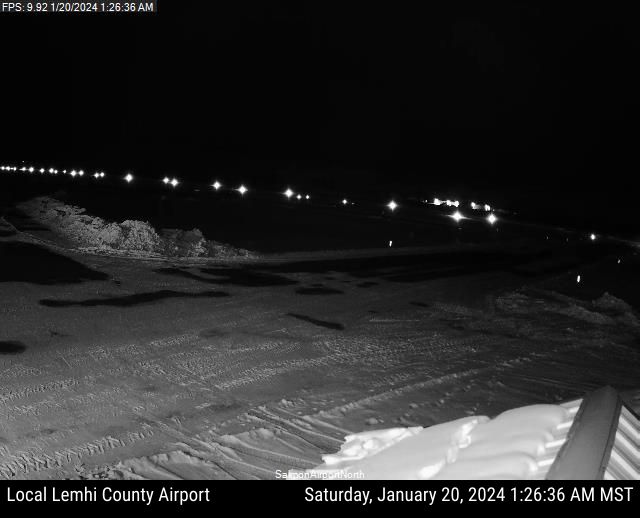 FPS: 9.92 1/20/2024 1:26:36 AM
SalmonAirportNorth
Local Lemhi County Airport Saturday, January 20, 2024 1:26:36 AM MST